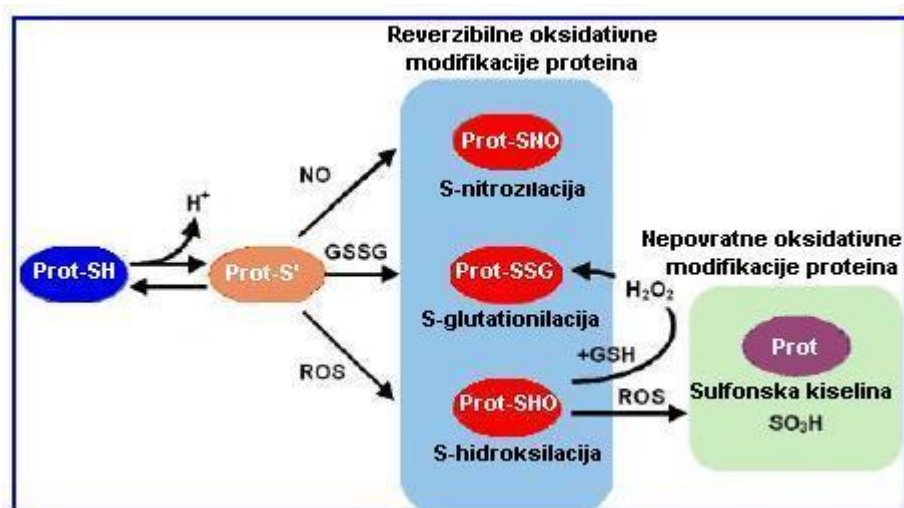 Reverzibilne oksidativne
modifikacije proteina
Prot-SNO
NO
S-nitrozilacija
H⁺
Nepovratne oksidativne
modifikacije proteina
Prot-SH
Prot-S'
GSSG
Prot-SSG
H₂O₂
S-glutationilacija
+GSH
Prot
ROS
Prot-SHO
ROS
Sulfonska kiselina
SO₃H
S-hidroksilacija